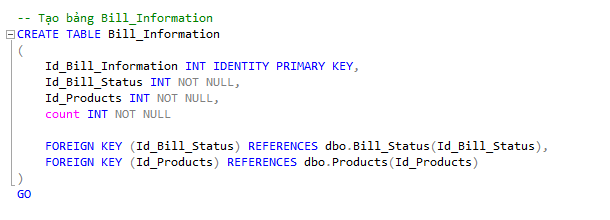 -- Tạo bảng Bill_Information
CREATE TABLE Bill_Information
(
Id_Bill_Information INT IDENTITY PRIMARY KEY,
Id_Bill_Status INT NOT NULL,
Id_Products INT NOT NULL,
count INT NOT NULL
FOREIGN KEY (Id_Bill_Status) REFERENCES dbo.Bill_Status(Id_Bill_Status),
FOREIGN KEY (Id_Products) REFERENCES dbo.Products(Id_Products)
)
GO